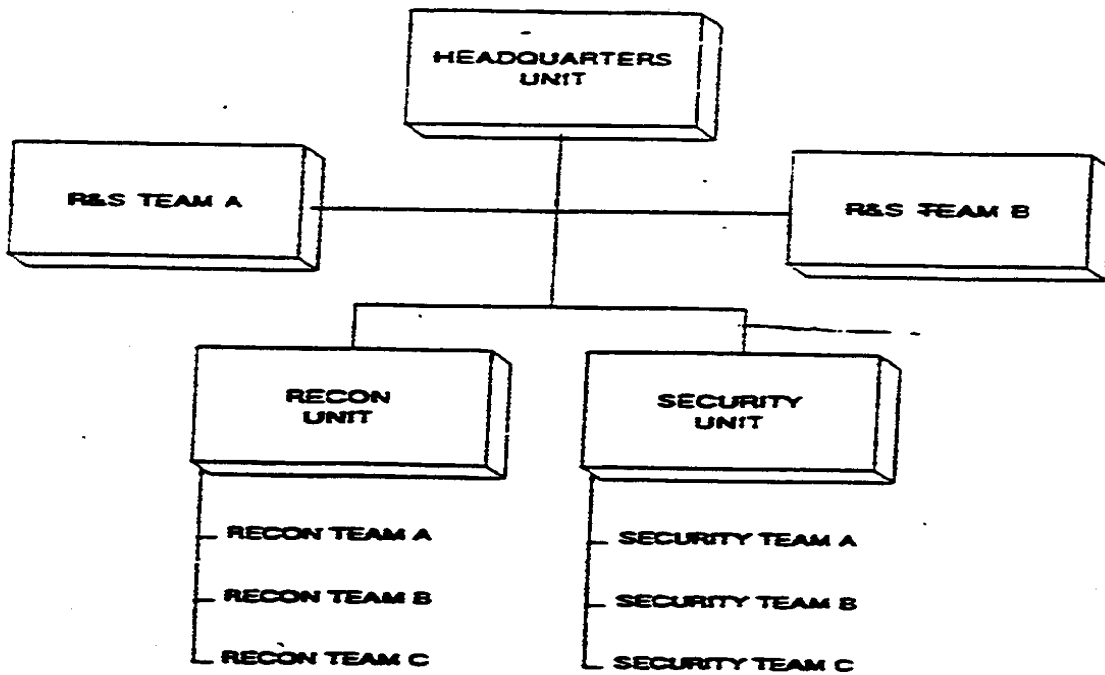 HEADQUARTERS
UNIT
R&S TEAM A
R&S TEAM B
RECON
UNIT
SECURITY
UNIT
RECON TEAM A
RECON TEAM B
RECON TEAM C
SECURITY TEAM A
SECURITY TEAM B
SECURITY TEAM C